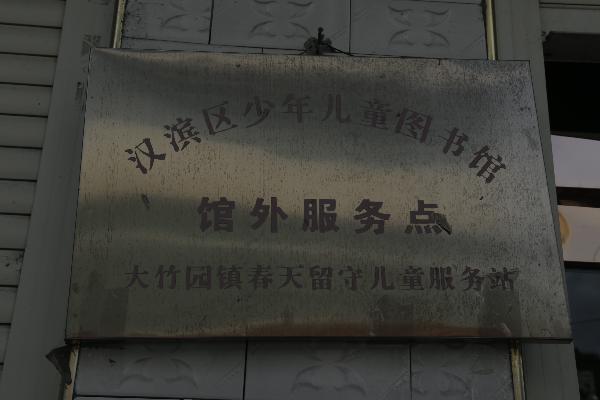 汉滨区少年儿童图书馆
馆外服务点
大竹园镇春天留守儿童服务站